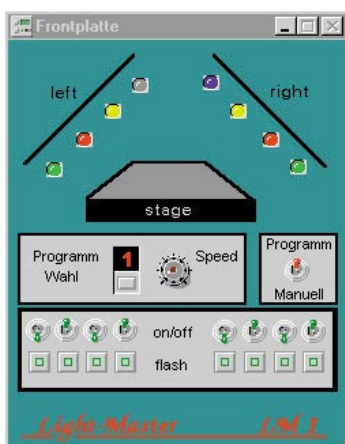 Frontplatte
left right
stage
Programm Wahl
1
Speed
Programm
Manuell
on/off
flash
Light Master LM 1